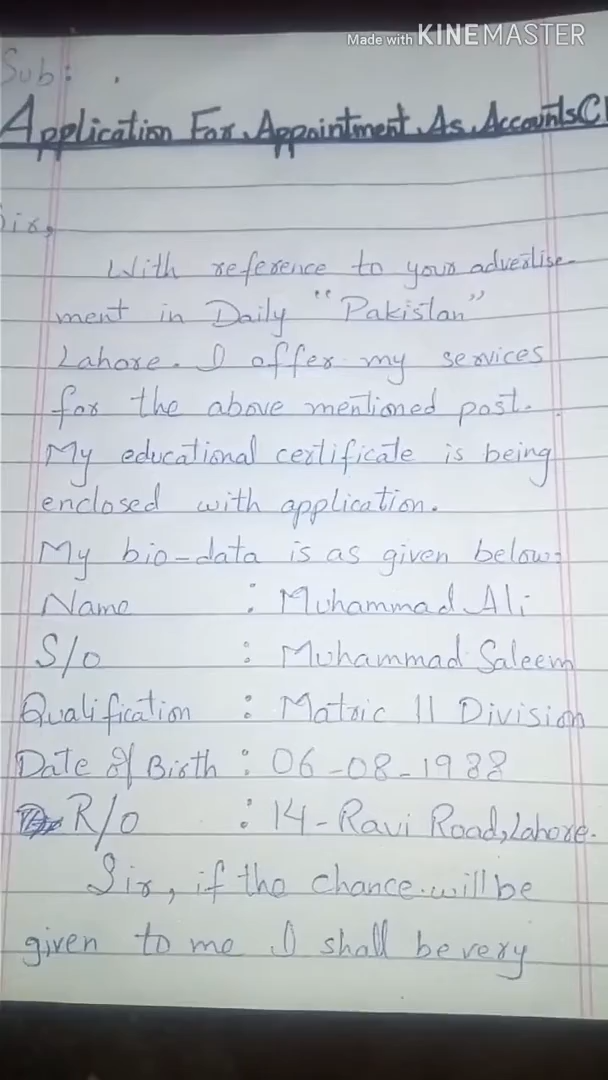 Made with KINEMASTER
Sub:
Application For Appointment As Accounts Cl
Sir,
With reference to your advertise-
ment in Daily "Pakistan"
Lahore. I offer my services
for the above mentioned post.
My educational certificate is being
enclosed with application.
My bio-data is as given below:
Name : Muhammad Ali
S/o : Muhammad Saleem
Qualification : Matric II Division
Date of Birth : 06-08-1988
R/o : 14-Ravi Road, Lahore.
Sir, if the chance will be
given to me I shall be very